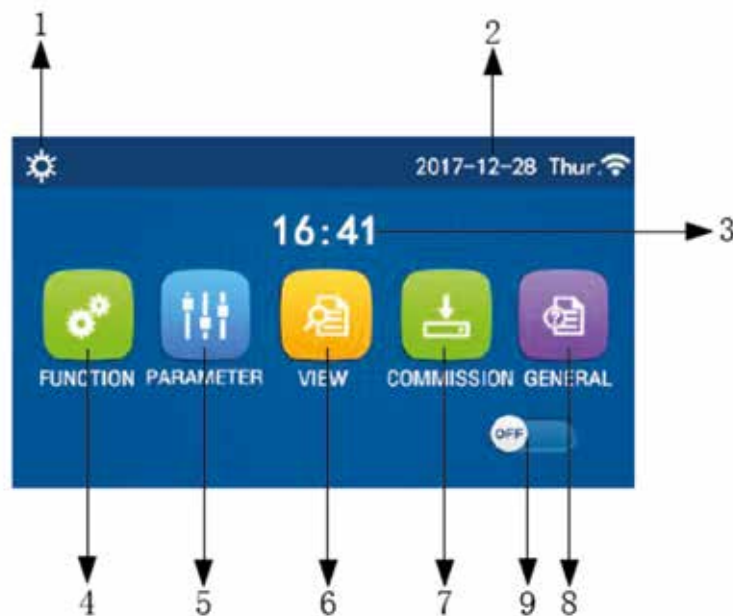 1
2
2017-12-28 Thur.
16:41
3
FUNCTION PARAMETER VIEW COMMISSION GENERAL
OFF
4 5 6 7 9 8